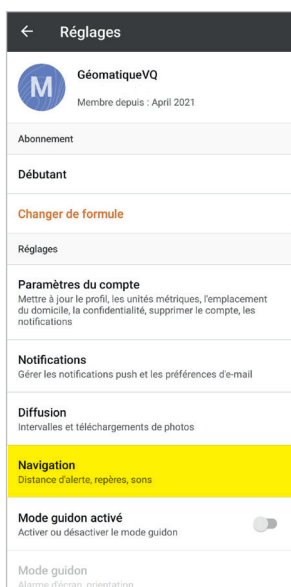 ← Réglages
M
GéomatiqueVQ
Membre depuis : April 2021
Abonnement
Débutant
Changer de formule
Réglages
Paramètres du compte
Mettre à jour le profil, les unités métriques, l'emplacement
du domicile, la confidentialité, supprimer le compte, les
notifications
Notifications
Gérer les notifications push et les préférences d'e-mail
Diffusion
Intervalles et téléchargements de photos
Navigation
Distance d'alerte, repères, sons
Mode guidon activé
Activer ou désactiver le mode guidon
Mode guidon
Alarme d'écran, orientation